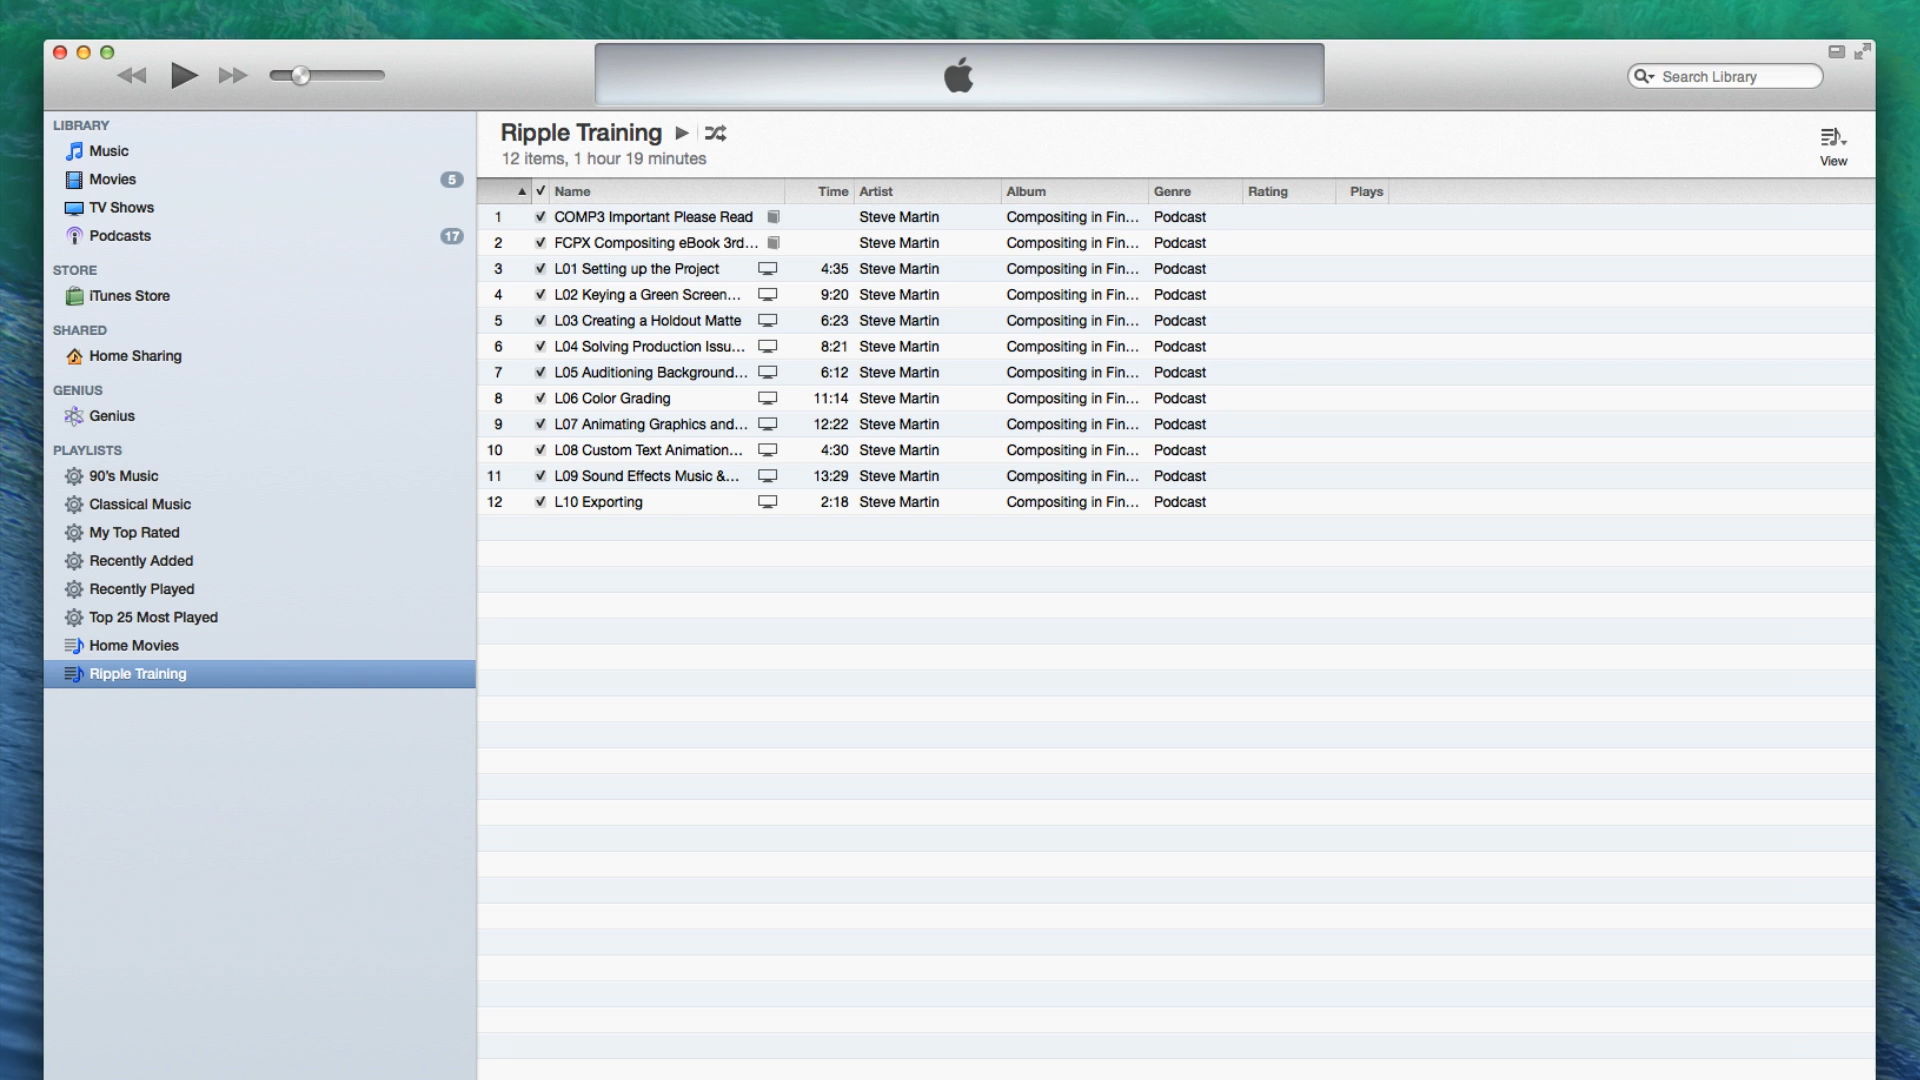 Search Library
LIBRARY
Music
Movies 5
TV Shows
Podcasts 17
STORE
iTunes Store
SHARED
Home Sharing
GENIUS
Genius
PLAYLISTS
90's Music
Classical Music
My Top Rated
Recently Added
Recently Played
Top 25 Most Played
Home Movies
Ripple Training
Ripple Training
12 items, 1 hour 19 minutes
View
Name Time Artist Album Genre Rating Plays
1 COMP3 Important Please Read Steve Martin Compositing in Fin... Podcast
2 FCPX Compositing eBook 3rd... Steve Martin Compositing in Fin... Podcast
3 L01 Setting up the Project 4:35 Steve Martin Compositing in Fin... Podcast
4 L02 Keying a Green Screen... 9:20 Steve Martin Compositing in Fin... Podcast
5 L03 Creating a Holdout Matte 6:23 Steve Martin Compositing in Fin... Podcast
6 L04 Solving Production Issu... 8:21 Steve Martin Compositing in Fin... Podcast
7 L05 Auditioning Background... 6:12 Steve Martin Compositing in Fin... Podcast
8 L06 Color Grading 11:14 Steve Martin Compositing in Fin... Podcast
9 L07 Animating Graphics and... 12:22 Steve Martin Compositing in Fin... Podcast
10 L08 Custom Text Animation... 4:30 Steve Martin Compositing in Fin... Podcast
11 L09 Sound Effects Music &... 13:29 Steve Martin Compositing in Fin... Podcast
12 L10 Exporting 2:18 Steve Martin Compositing in Fin... Podcast